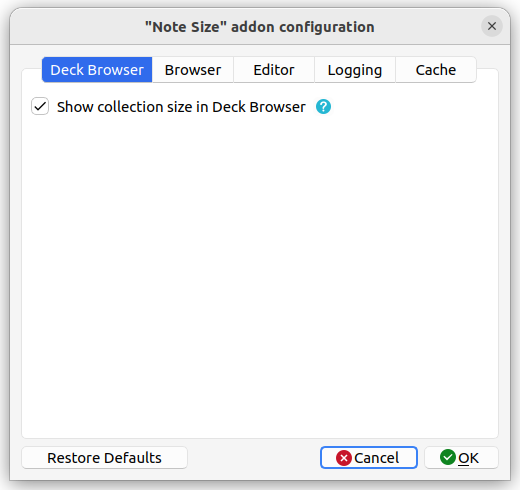 "Note Size" addon configuration
Deck Browser Browser Editor Logging Cache
Show collection size in Deck Browser ?
Restore Defaults Cancel OK